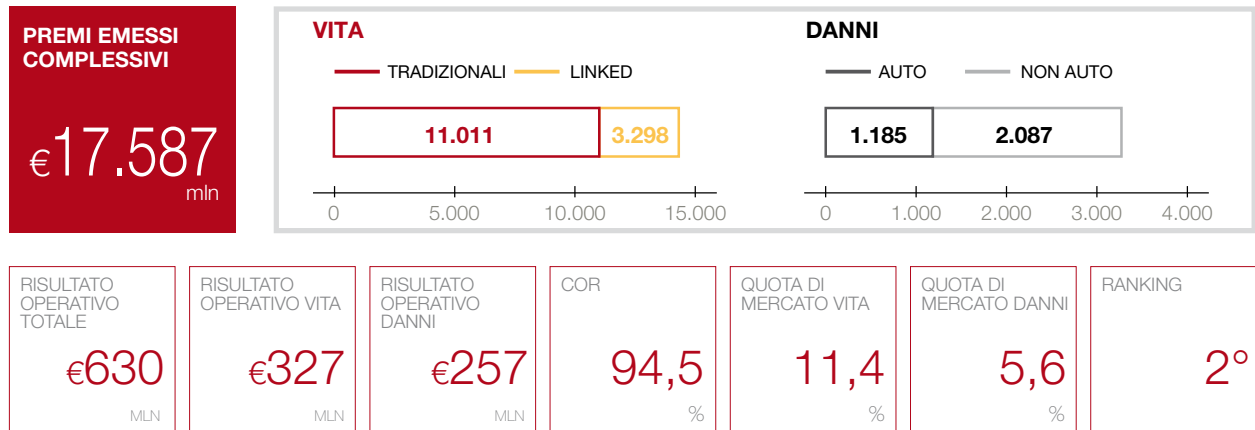 PREMI EMESSI
COMPLESSIVI
€17.587
mln
VITA
TRADIZIONALI LINKED
11.011 3.298
0 5.000 10.000 15.000
DANNI
AUTO NON AUTO
1.185 2.087
0 1.000 2.000 3.000 4.000
RISULTATO
OPERATIVO
TOTALE
€630
MLN
RISULTATO
OPERATIVO VITA
€327
MLN
RISULTATO
OPERATIVO
DANNI
€257
MLN
COR
94,5
%
QUOTA DI
MERCATO VITA
11,4
%
QUOTA DI
MERCATO DANNI
5,6
%
RANKING
2°